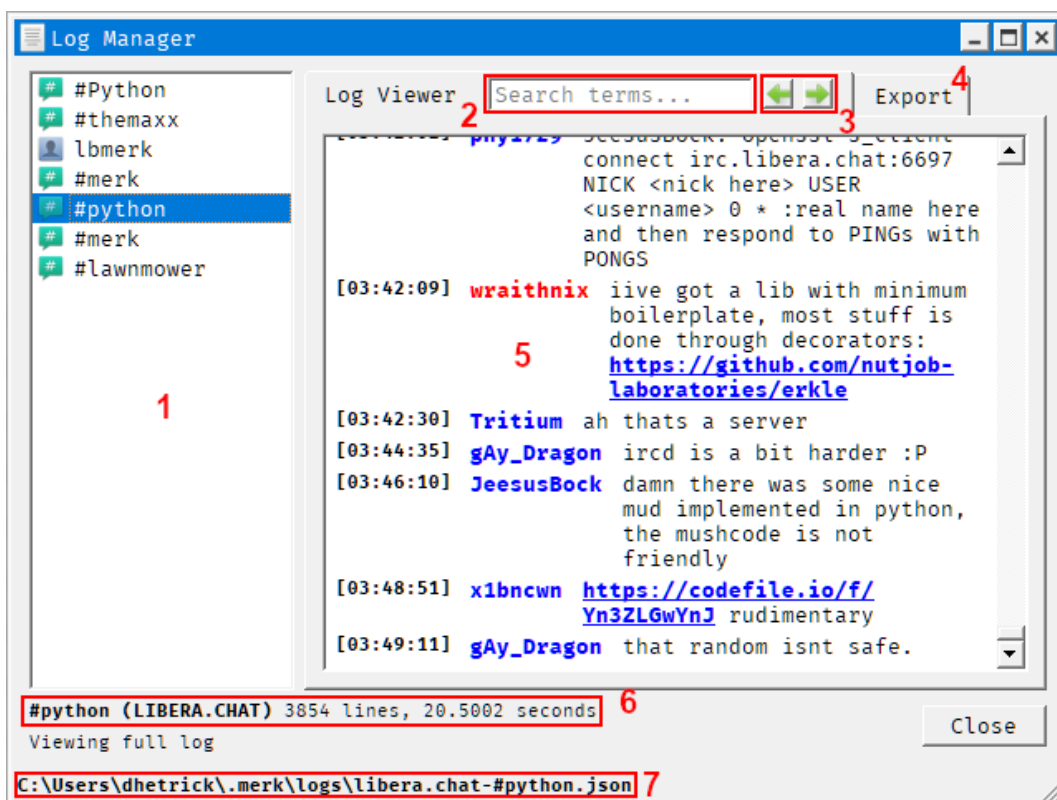 Log Manager
#Python
#themaxx
lbmerk
#merk
#python
#merk
#lawnmower
1
Log Viewer
Search terms...
2
3
Export
4
phy1729
connect irc.libera.chat:6697
NICK <nick here> USER
<username> 0 * :real name here
and then respond to PINGs with
PONGS
[03:42:09] wraithnix iive got a lib with minimum
boilerplate, most stuff is
done through decorators:
https://github.com/nutjob-
laboratories/erkle
5
[03:42:30] Tritium ah thats a server
[03:44:35] gAy_Dragon ircd is a bit harder :P
[03:46:10] JeesusBock damn there was some nice
mud implemented in python,
the mushcode is not
friendly
[03:48:51] x1bncwn https://codefile.io/f/
Yn3ZLGwYnJ rudimentary
[03:49:11] gAy_Dragon that random isnt safe.
#python (LIBERA.CHAT) 3854 lines, 20.5002 seconds
6
Viewing full log
Close
C:\Users\dhetrick\.merk\logs\libera.chat-#python.json
7